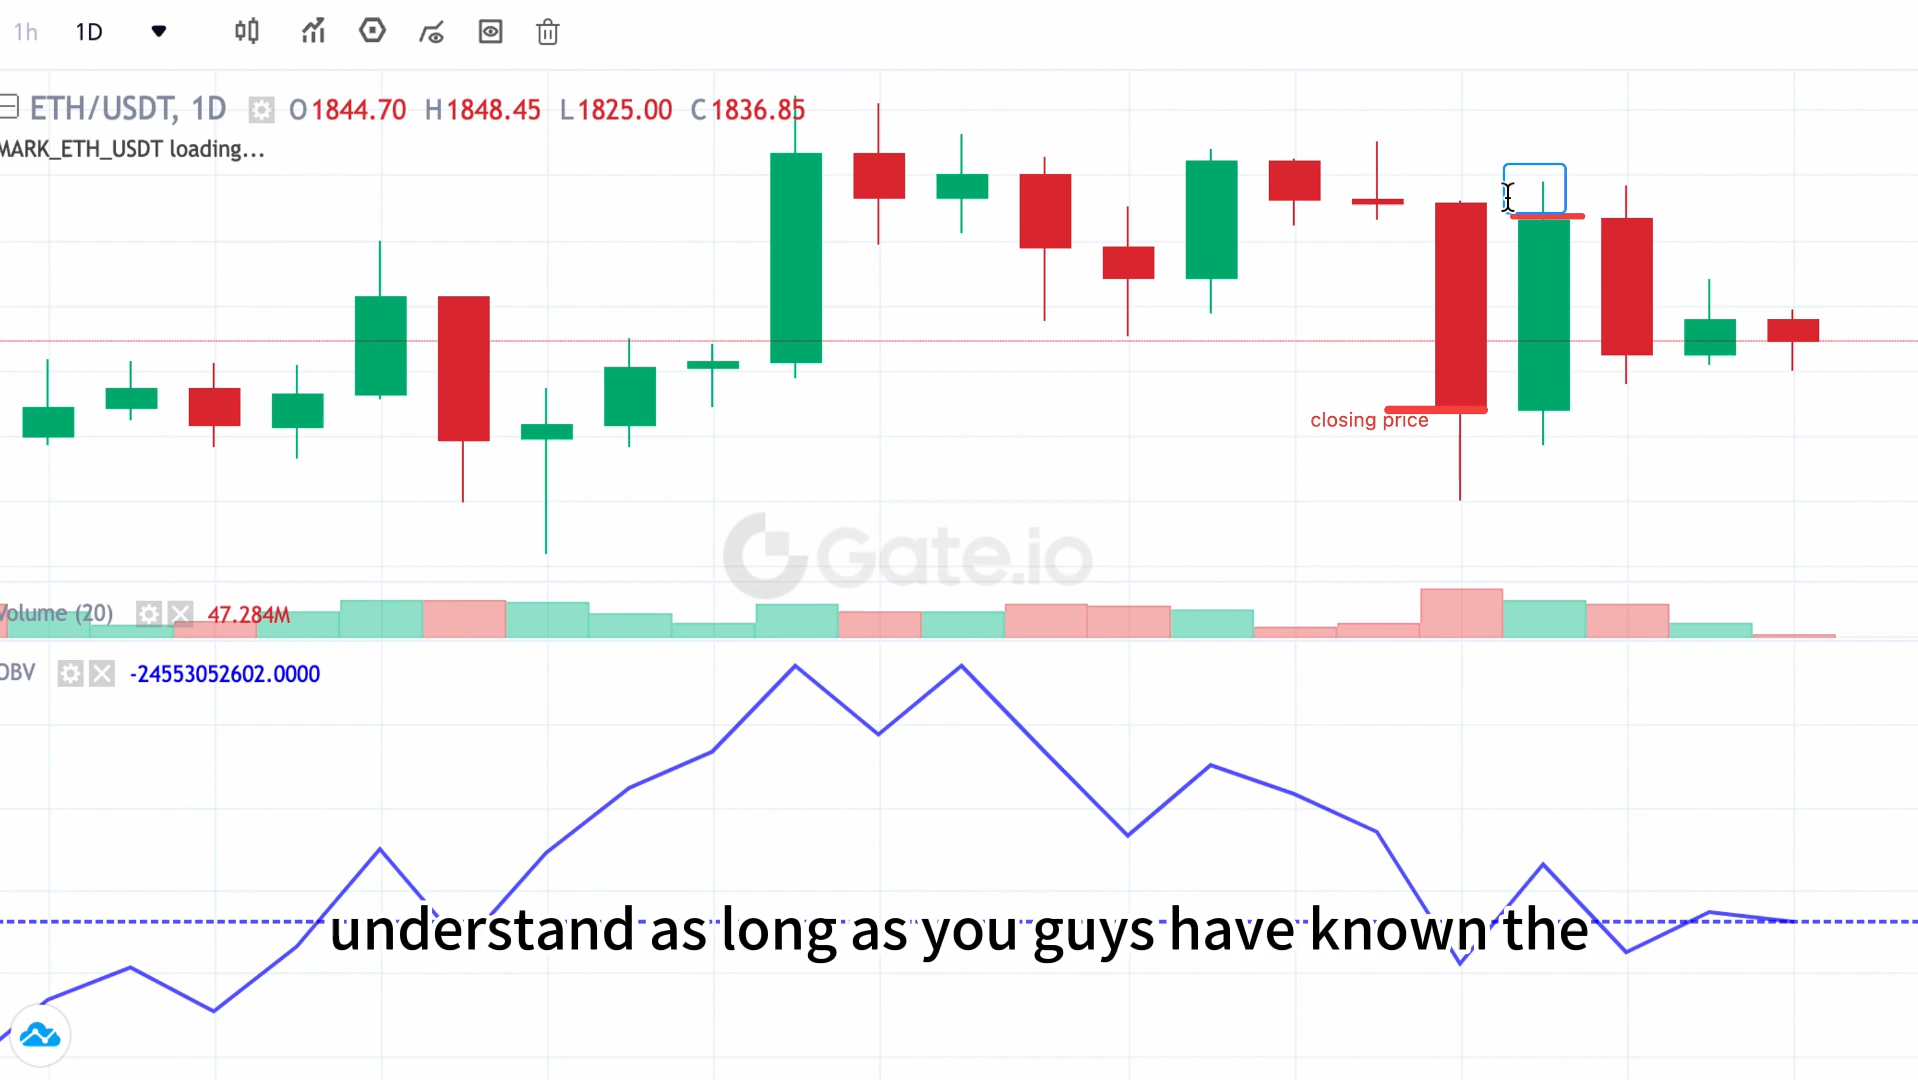 1h 1D
ETH/USDT, 1D O1844.70 H1848.45 L1825.00 C1836.85
MARK_ETH_USDT loading...
closing price
Gate.io
Volume (20) 47.284M
OBV -24553052602.0000
understand as long as you guys have known the